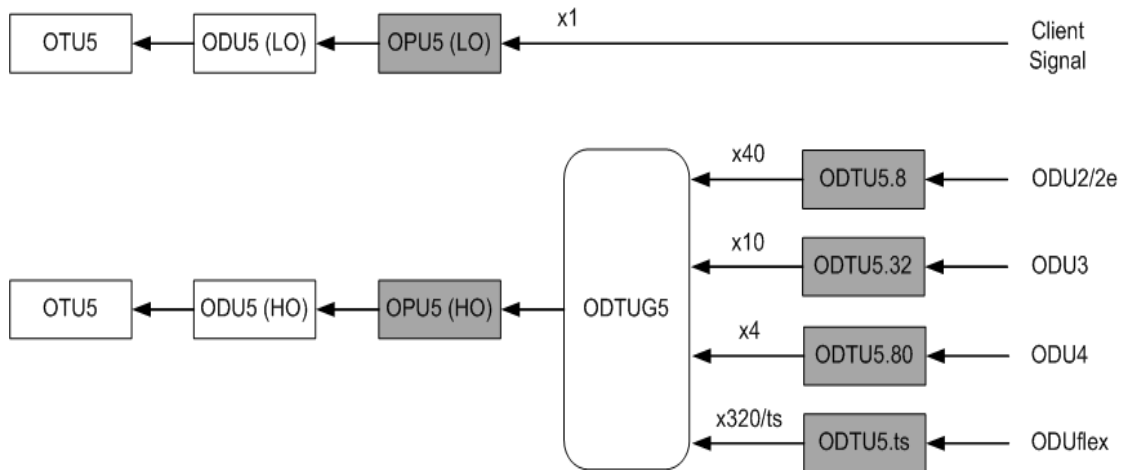 x1
OTU5
ODU5 (LO)
OPU5 (LO)
Client
Signal
x40
ODTU5.8
ODU2/2e
x10
ODTU5.32
ODU3
OTU5
ODU5 (HO)
OPU5 (HO)
ODTUG5
x4
ODTU5.80
ODU4
x320/ts
ODTU5.ts
ODUflex